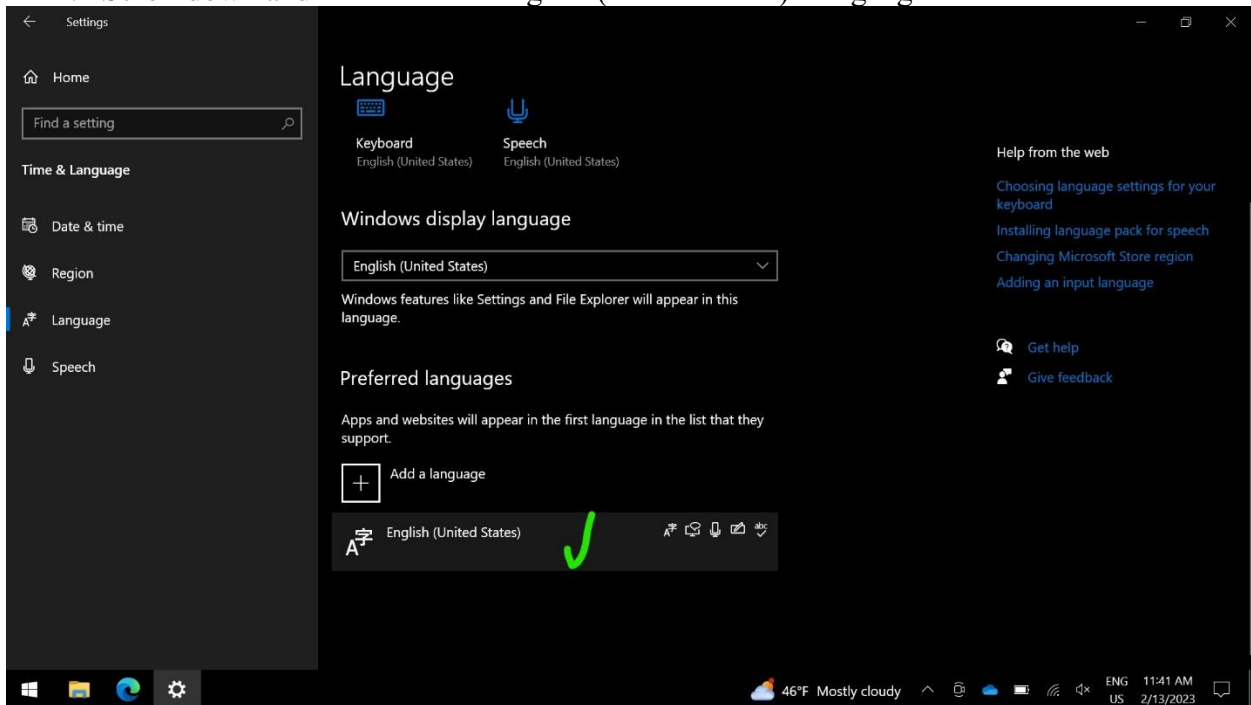 Settings
Home
Find a setting
Time & Language
Date & time
Region
Language
Speech
Language
Keyboard
English (United States)
Speech
English (United States)
Windows display language
English (United States)
Windows features like Settings and File Explorer will appear in this
language.
Preferred languages
Apps and websites will appear in the first language in the list that they
support.
Add a language
A字 English (United States)
Help from the web
Choosing language settings for your
keyboard
Installing language pack for speech
Changing Microsoft Store region
Adding an input language
Get help
Give feedback
46°F Mostly cloudy
ENG
US
11:41 AM
2/13/2023